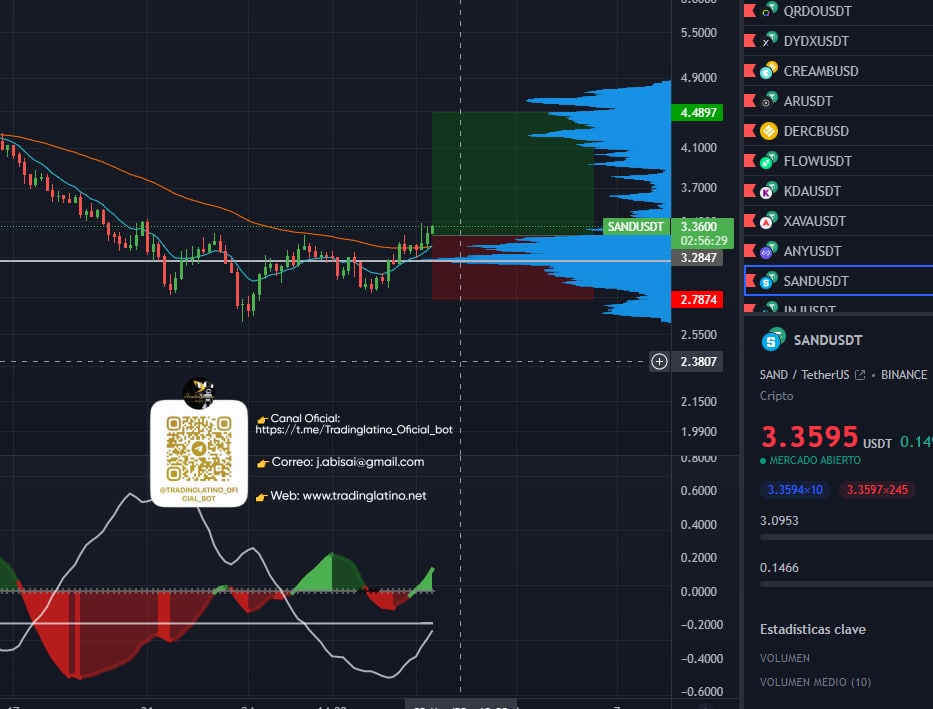 5.5000
4.9000
4.4897
4.1000
3.7000
SANDUSDT
3.3600
02:56:29
3.2847
2.7874
2.5500
2.3807
2.1500
1.9900
0.8000
0.6000
0.4000
0.2000
0.0000
−0.2000
−0.4000
−0.6000
👉 Canal Oficial:
https://t.me/Tradinglatino_Oficial_bot
👉 Correo: j.abisai@gmail.com
👉 Web: www.tradinglatino.net
@TRADINGLATINO_OFI
CIAL_BOT
QRDOUSDT
DYDXUSDT
CREAMBUSD
ARUSDT
DERCBUSD
FLOWUSDT
KDAUSDT
XAVAUSDT
ANYUSDT
SANDUSDT
INJUSDT
SANDUSDT
SAND / TetherUS • BINANCE
Cripto
3.3595 USDT
MERCADO ABIERTO
3.3594×10 3.3597×245
3.0953
0.1466
Estadísticas clave
VOLUMEN
VOLUMEN MEDIO (10)